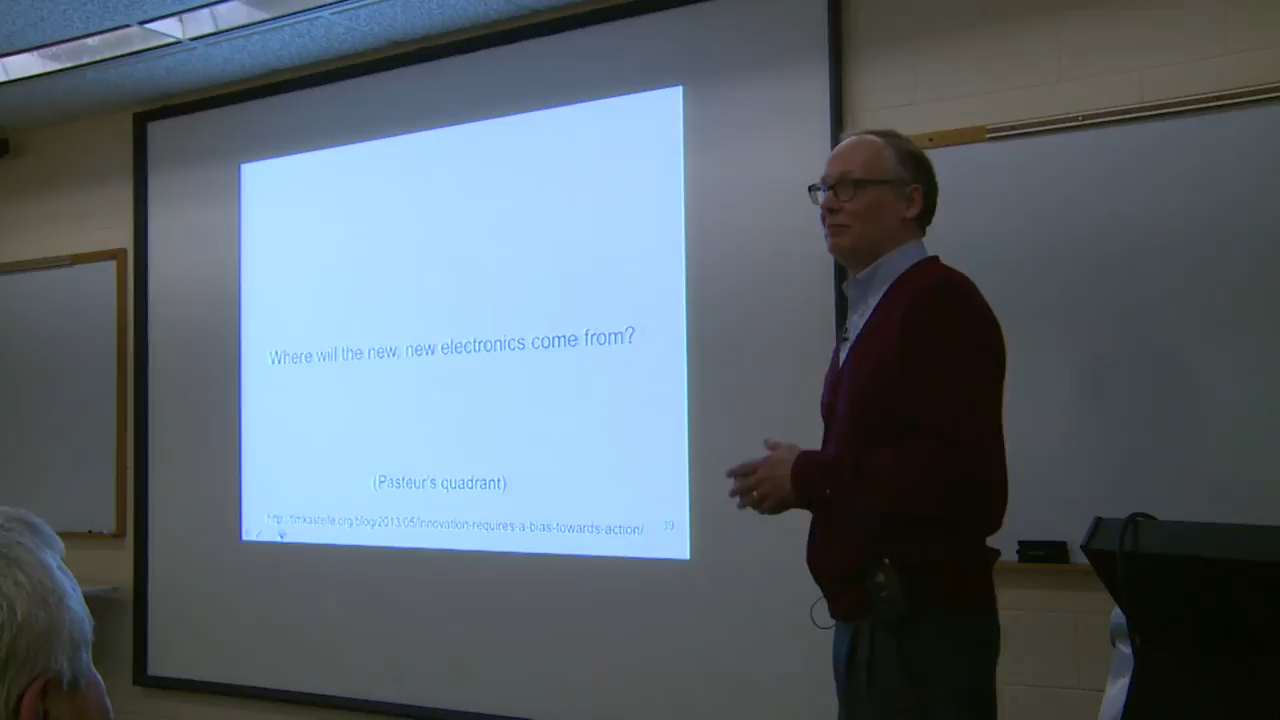 Where will the new, new electronics come from?
(Pasteur's quadrant)
http://timkastelle.org/blog/2013/05/innovation-requires-a-bias-towards-action/
39